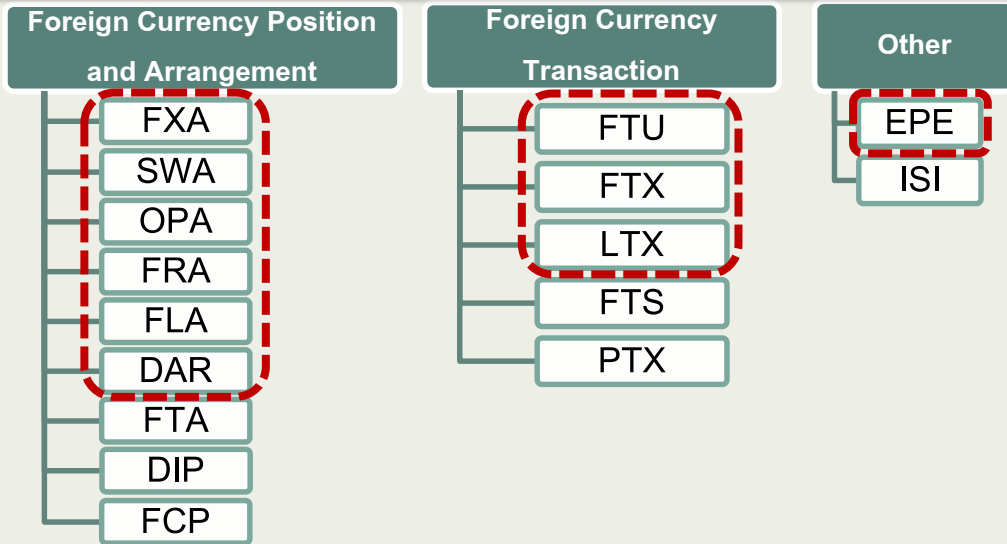 Foreign Currency Position
and Arrangement
FXA
SWA
OPA
FRA
FLA
DAR
FTA
DIP
FCP
Foreign Currency
Transaction
FTU
FTX
LTX
FTS
PTX
Other
EPE
ISI